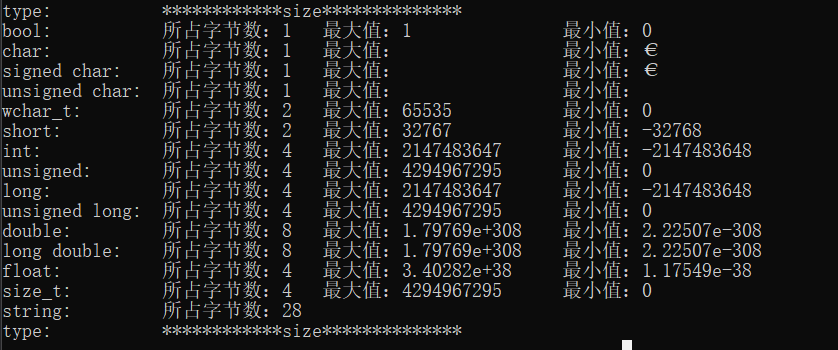 type: ************size**************
bool: 所占字节数：1 最大值：1 最小值：0
char: 所占字节数：1 最大值： 最小值：€
signed char: 所占字节数：1 最大值： 最小值：€
unsigned char: 所占字节数：1 最大值： 最小值：
wchar_t: 所占字节数：2 最大值：65535 最小值：0
short: 所占字节数：2 最大值：32767 最小值：-32768
int: 所占字节数：4 最大值：2147483647 最小值：-2147483648
unsigned: 所占字节数：4 最大值：4294967295 最小值：0
long: 所占字节数：4 最大值：2147483647 最小值：-2147483648
unsigned long: 所占字节数：4 最大值：4294967295 最小值：0
double: 所占字节数：8 最大值：1.79769e+308 最小值：2.22507e-308
long double: 所占字节数：8 最大值：1.79769e+308 最小值：2.22507e-308
float: 所占字节数：4 最大值：3.40282e+38 最小值：1.17549e-38
size_t: 所占字节数：4 最大值：4294967295 最小值：0
string: 所占字节数：28
type: ************size**************